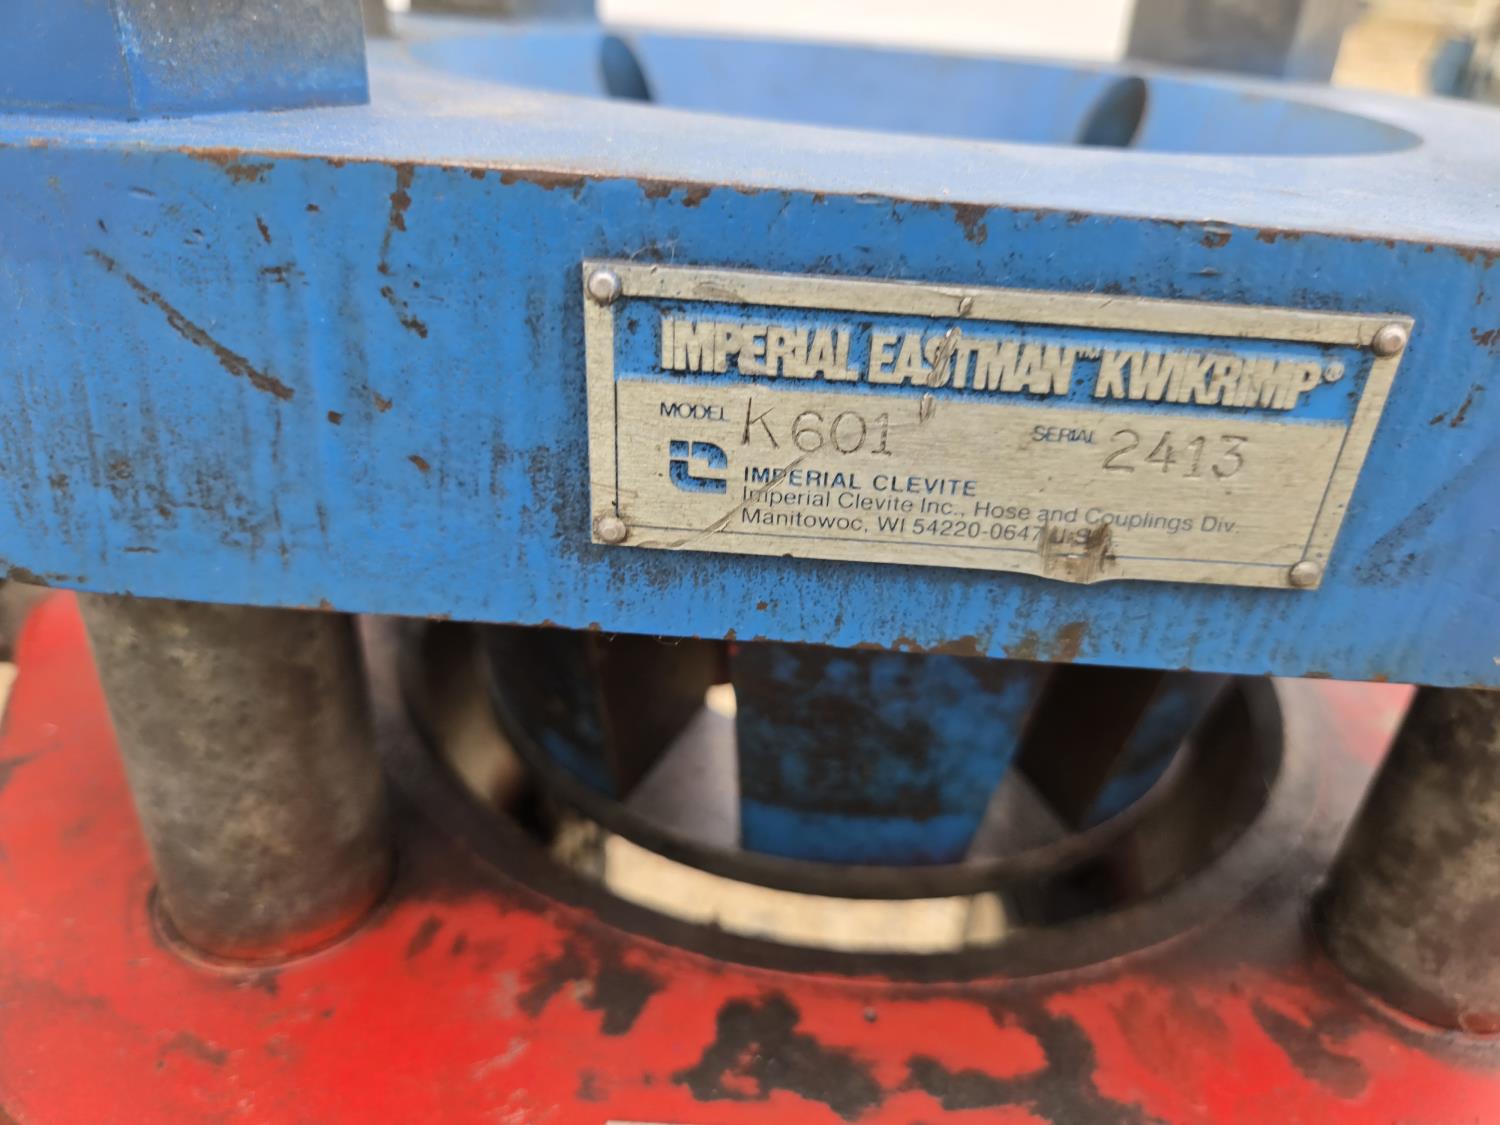 IMPERIAL EASTMAN™ KWIKRIMP®
MODEL K601 SERIAL 2413
IMPERIAL CLEVITE
Imperial Clevite Inc., Hose and Couplings Div.
Manitowoc, WI 54220-0647 U.S.